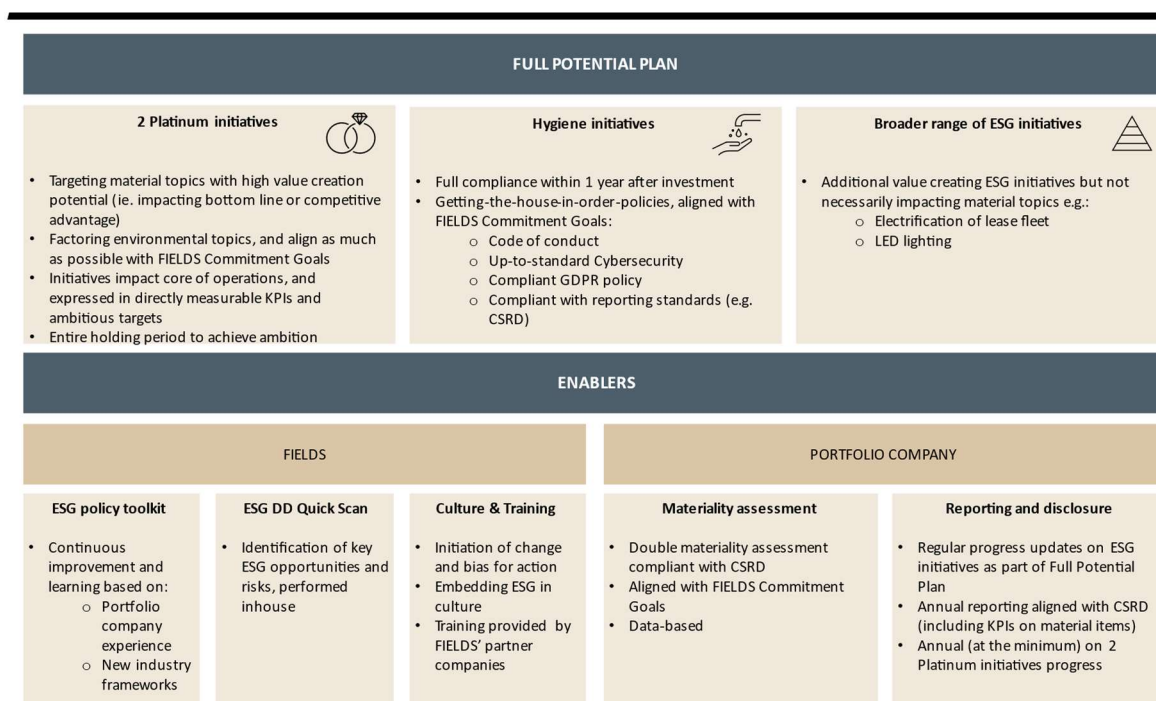 FULL POTENTIAL PLAN
2 Platinum initiatives
• Targeting material topics with high value creation
potential (ie. impacting bottom line or competitive
advantage)
• Factoring environmental topics, and align as much
as possible with FIELDS Commitment Goals
• Initiatives impact core of operations, and
expressed in directly measurable KPIs and
ambitious targets
• Entire holding period to achieve ambition
Hygiene initiatives
• Full compliance within 1 year after investment
• Getting-the-house-in-order-policies, aligned with
FIELDS Commitment Goals:
o Code of conduct
o Up-to-standard Cybersecurity
o Compliant GDPR policy
o Compliant with reporting standards (e.g.
CSRD)
Broader range of ESG initiatives
• Additional value creating ESG initiatives but not
necessarily impacting material topics e.g.:
o Electrification of lease fleet
o LED lighting
ENABLERS
FIELDS
PORTFOLIO COMPANY
ESG policy toolkit
• Continuous
improvement and
learning based on:
o Portfolio
company
experience
o New industry
frameworks
ESG DD Quick Scan
• Identification of key
ESG opportunities and
risks, performed
inhouse
Culture & Training
• Initiation of change
and bias for action
• Embedding ESG in
culture
• Training provided by
FIELDS' partner
companies
Materiality assessment
• Double materiality assessment
compliant with CSRD
• Aligned with FIELDS Commitment
Goals
• Data-based
Reporting and disclosure
• Regular progress updates on ESG
initiatives as part of Full Potential
Plan
• Annual reporting aligned with CSRD
(including KPIs on material items)
• Annual (at the minimum) on 2
Platinum initiatives progress